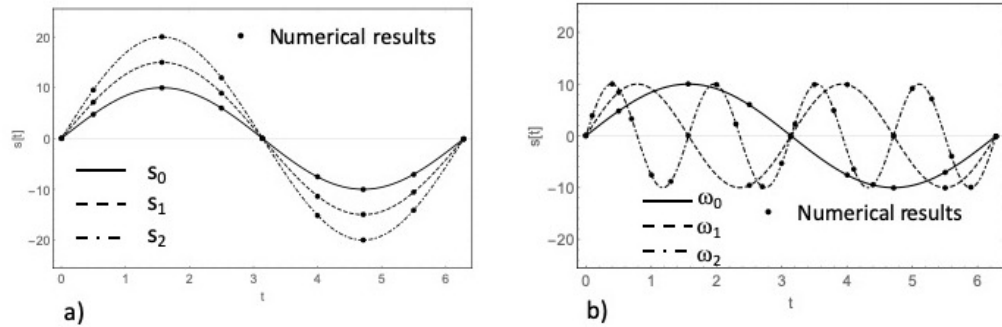 20
10
0
-10
-20
s[t]
Numerical results
s₀
s₁
s₂
0 1 2 3 4 5 6
t
a)
20
10
0
-10
-20
s[t]
ω₀
ω₁
ω₂
Numerical results
0 1 2 3 4 5 6
t
b)